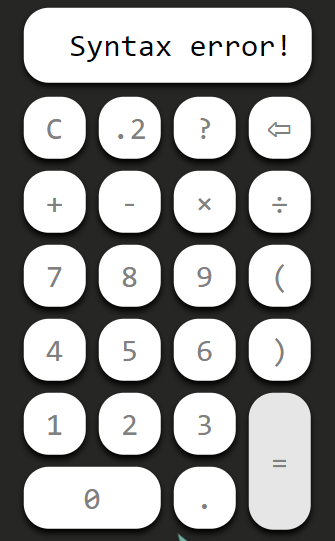 Syntax error!
C .2 ? ⇦
+ - × ÷
7 8 9 (
4 5 6 )
1 2 3
=
0 .